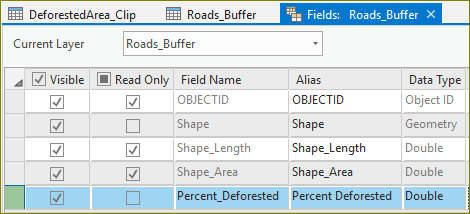 DeforestedArea_Clip Roads_Buffer Fields: Roads_Buffer
Current Layer Roads_Buffer
Visible Read Only Field Name Alias Data Type
OBJECTID OBJECTID Object ID
Shape Shape Geometry
Shape_Length Shape_Length Double
Shape_Area Shape_Area Double
Percent_Deforested Percent Deforested Double